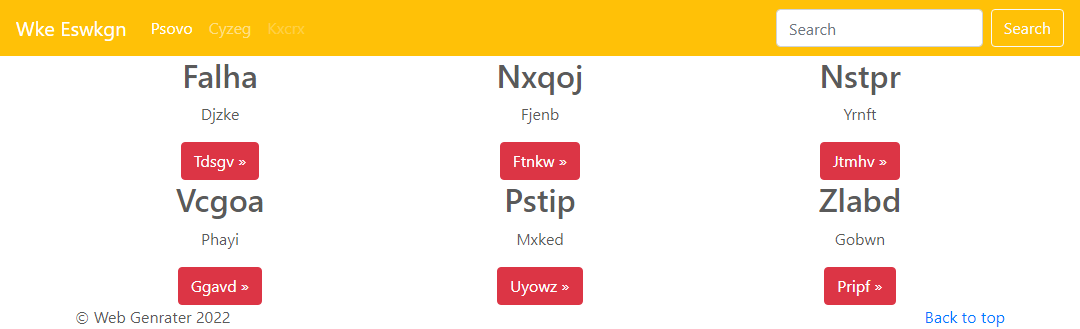 Wke Eswkgn Psovo Cyzeg Kxcrx Search Search
Falha Nxqoj Nstpr
Djzke Fjenb Yrnft
Tdsgv » Ftnkw » Jtmhv »
Vcgoa Pstip Zlabd
Phayi Mxked Gobwn
Ggavd » Uyowz » Pripf »
© Web Genrater 2022 Back to top